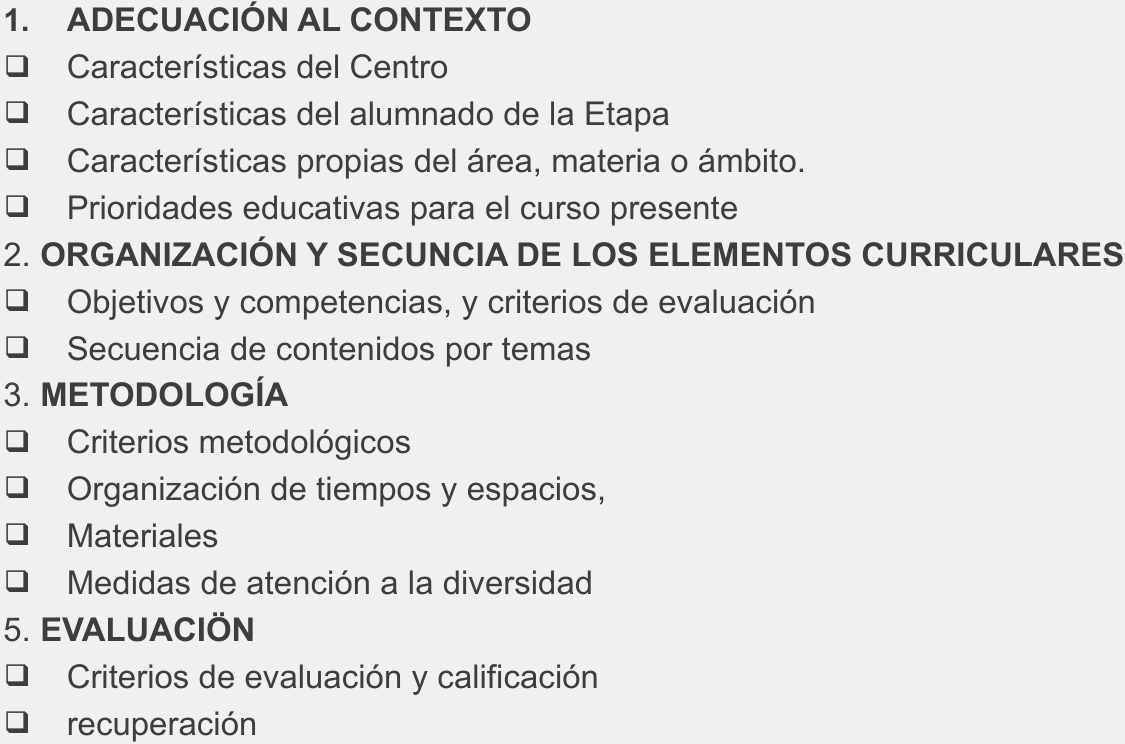 1. ADECUACIÓN AL CONTEXTO
❑ Características del Centro
❑ Características del alumnado de la Etapa
❑ Características propias del área, materia o ámbito.
❑ Prioridades educativas para el curso presente
2. ORGANIZACIÓN Y SECUNCIA DE LOS ELEMENTOS CURRICULARES
❑ Objetivos y competencias, y criterios de evaluación
❑ Secuencia de contenidos por temas
3. METODOLOGÍA
❑ Criterios metodológicos
❑ Organización de tiempos y espacios,
❑ Materiales
❑ Medidas de atención a la diversidad
5. EVALUACIÖN
❑ Criterios de evaluación y calificación
❑ recuperación